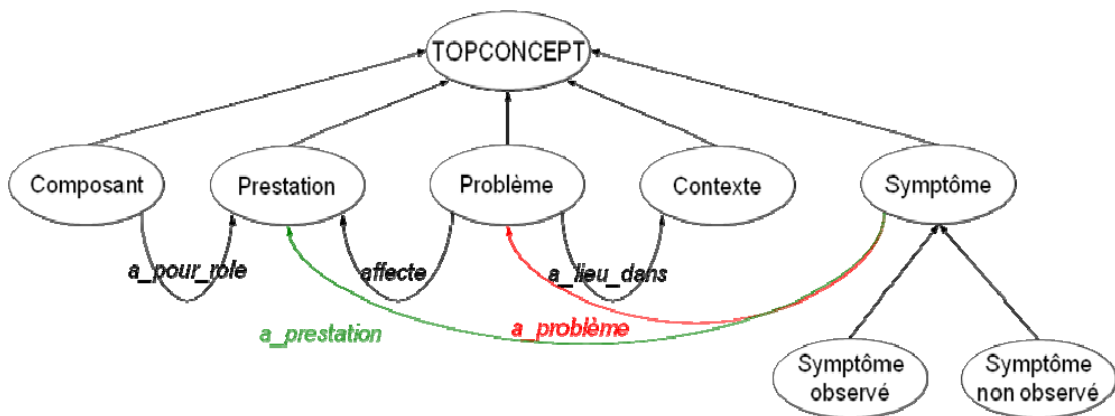 TOPCONCEPT
Composant
Prestation
Problème
Contexte
Symptôme
a_pour_role
affecte
a_lieu_dans
a_prestation
a_problème
Symptôme
observé
Symptôme
non observé